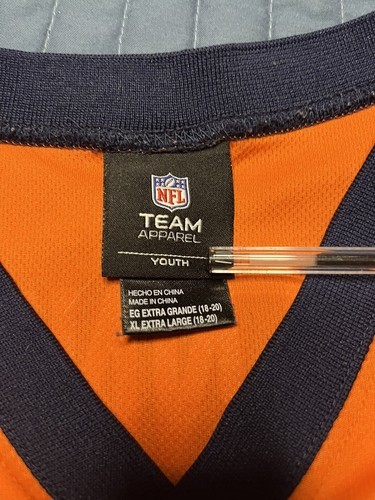 NFL
TEAM
APPAREL
YOUTH
HECHO EN CHINA
MADE IN CHINA
EG EXTRA GRANDE (18-20)
XL EXTRA LARGE (18-20)